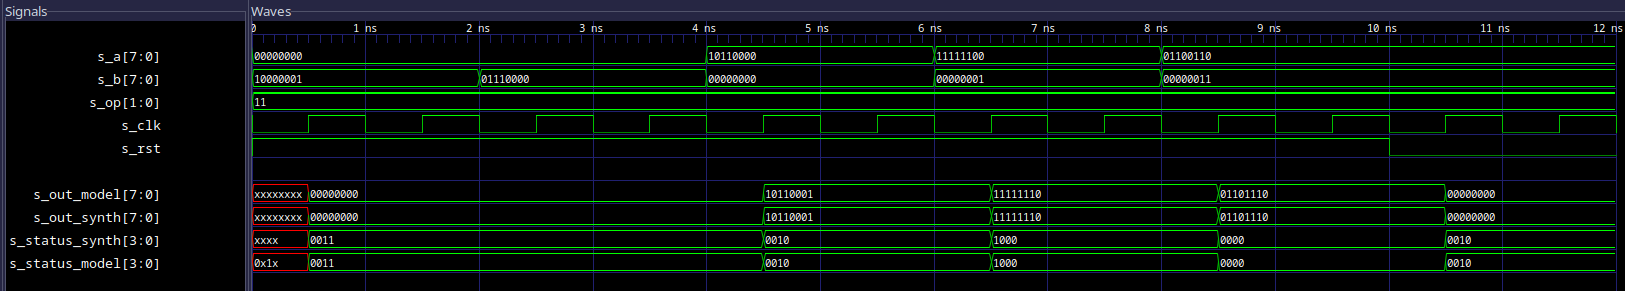 Signals Waves
0 1 ns 2 ns 3 ns 4 ns 5 ns 6 ns 7 ns 8 ns 9 ns 10 ns 11 ns 12 ns
s_a[7:0] 00000000 10110000 11111100 01100110
s_b[7:0] 10000001 01110000 00000000 00000001 00000011
s_op[1:0] 11
s_clk
s_rst
s_out_model[7:0] xxxxxxxx 00000000 10110001 11111110 01101110 00000000
s_out_synth[7:0] xxxxxxxx 00000000 10110001 11111110 01101110 00000000
s_status_synth[3:0] xxxx 0011 0010 1000 0000 0010
s_status_model[3:0] 0x1x 0011 0010 1000 0000 0010